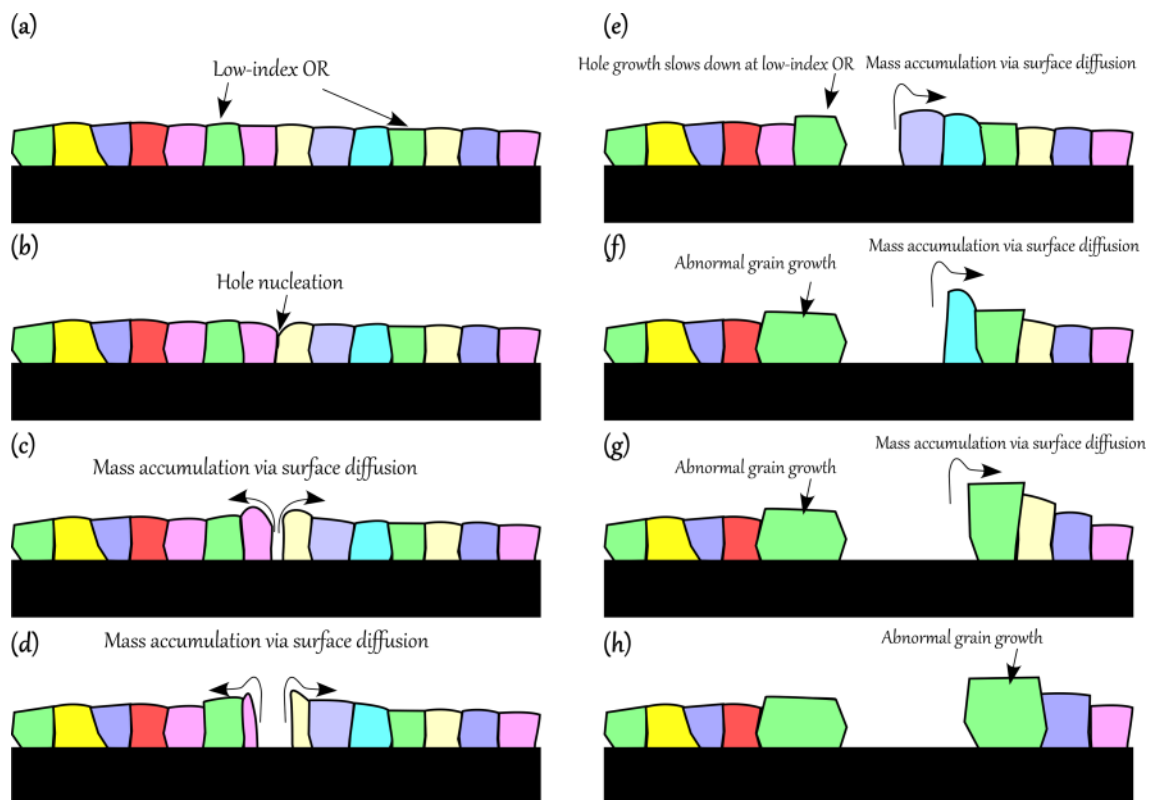 (a)
Low-index OR
(b)
Hole nucleation
(c)
Mass accumulation via surface diffusion
(d)
Mass accumulation via surface diffusion
(e)
Hole growth slows down at low-index OR
Mass accumulation via surface diffusion
(f)
Mass accumulation via surface diffusion
Abnormal grain growth
(g)
Mass accumulation via surface diffusion
Abnormal grain growth
(h)
Abnormal grain growth